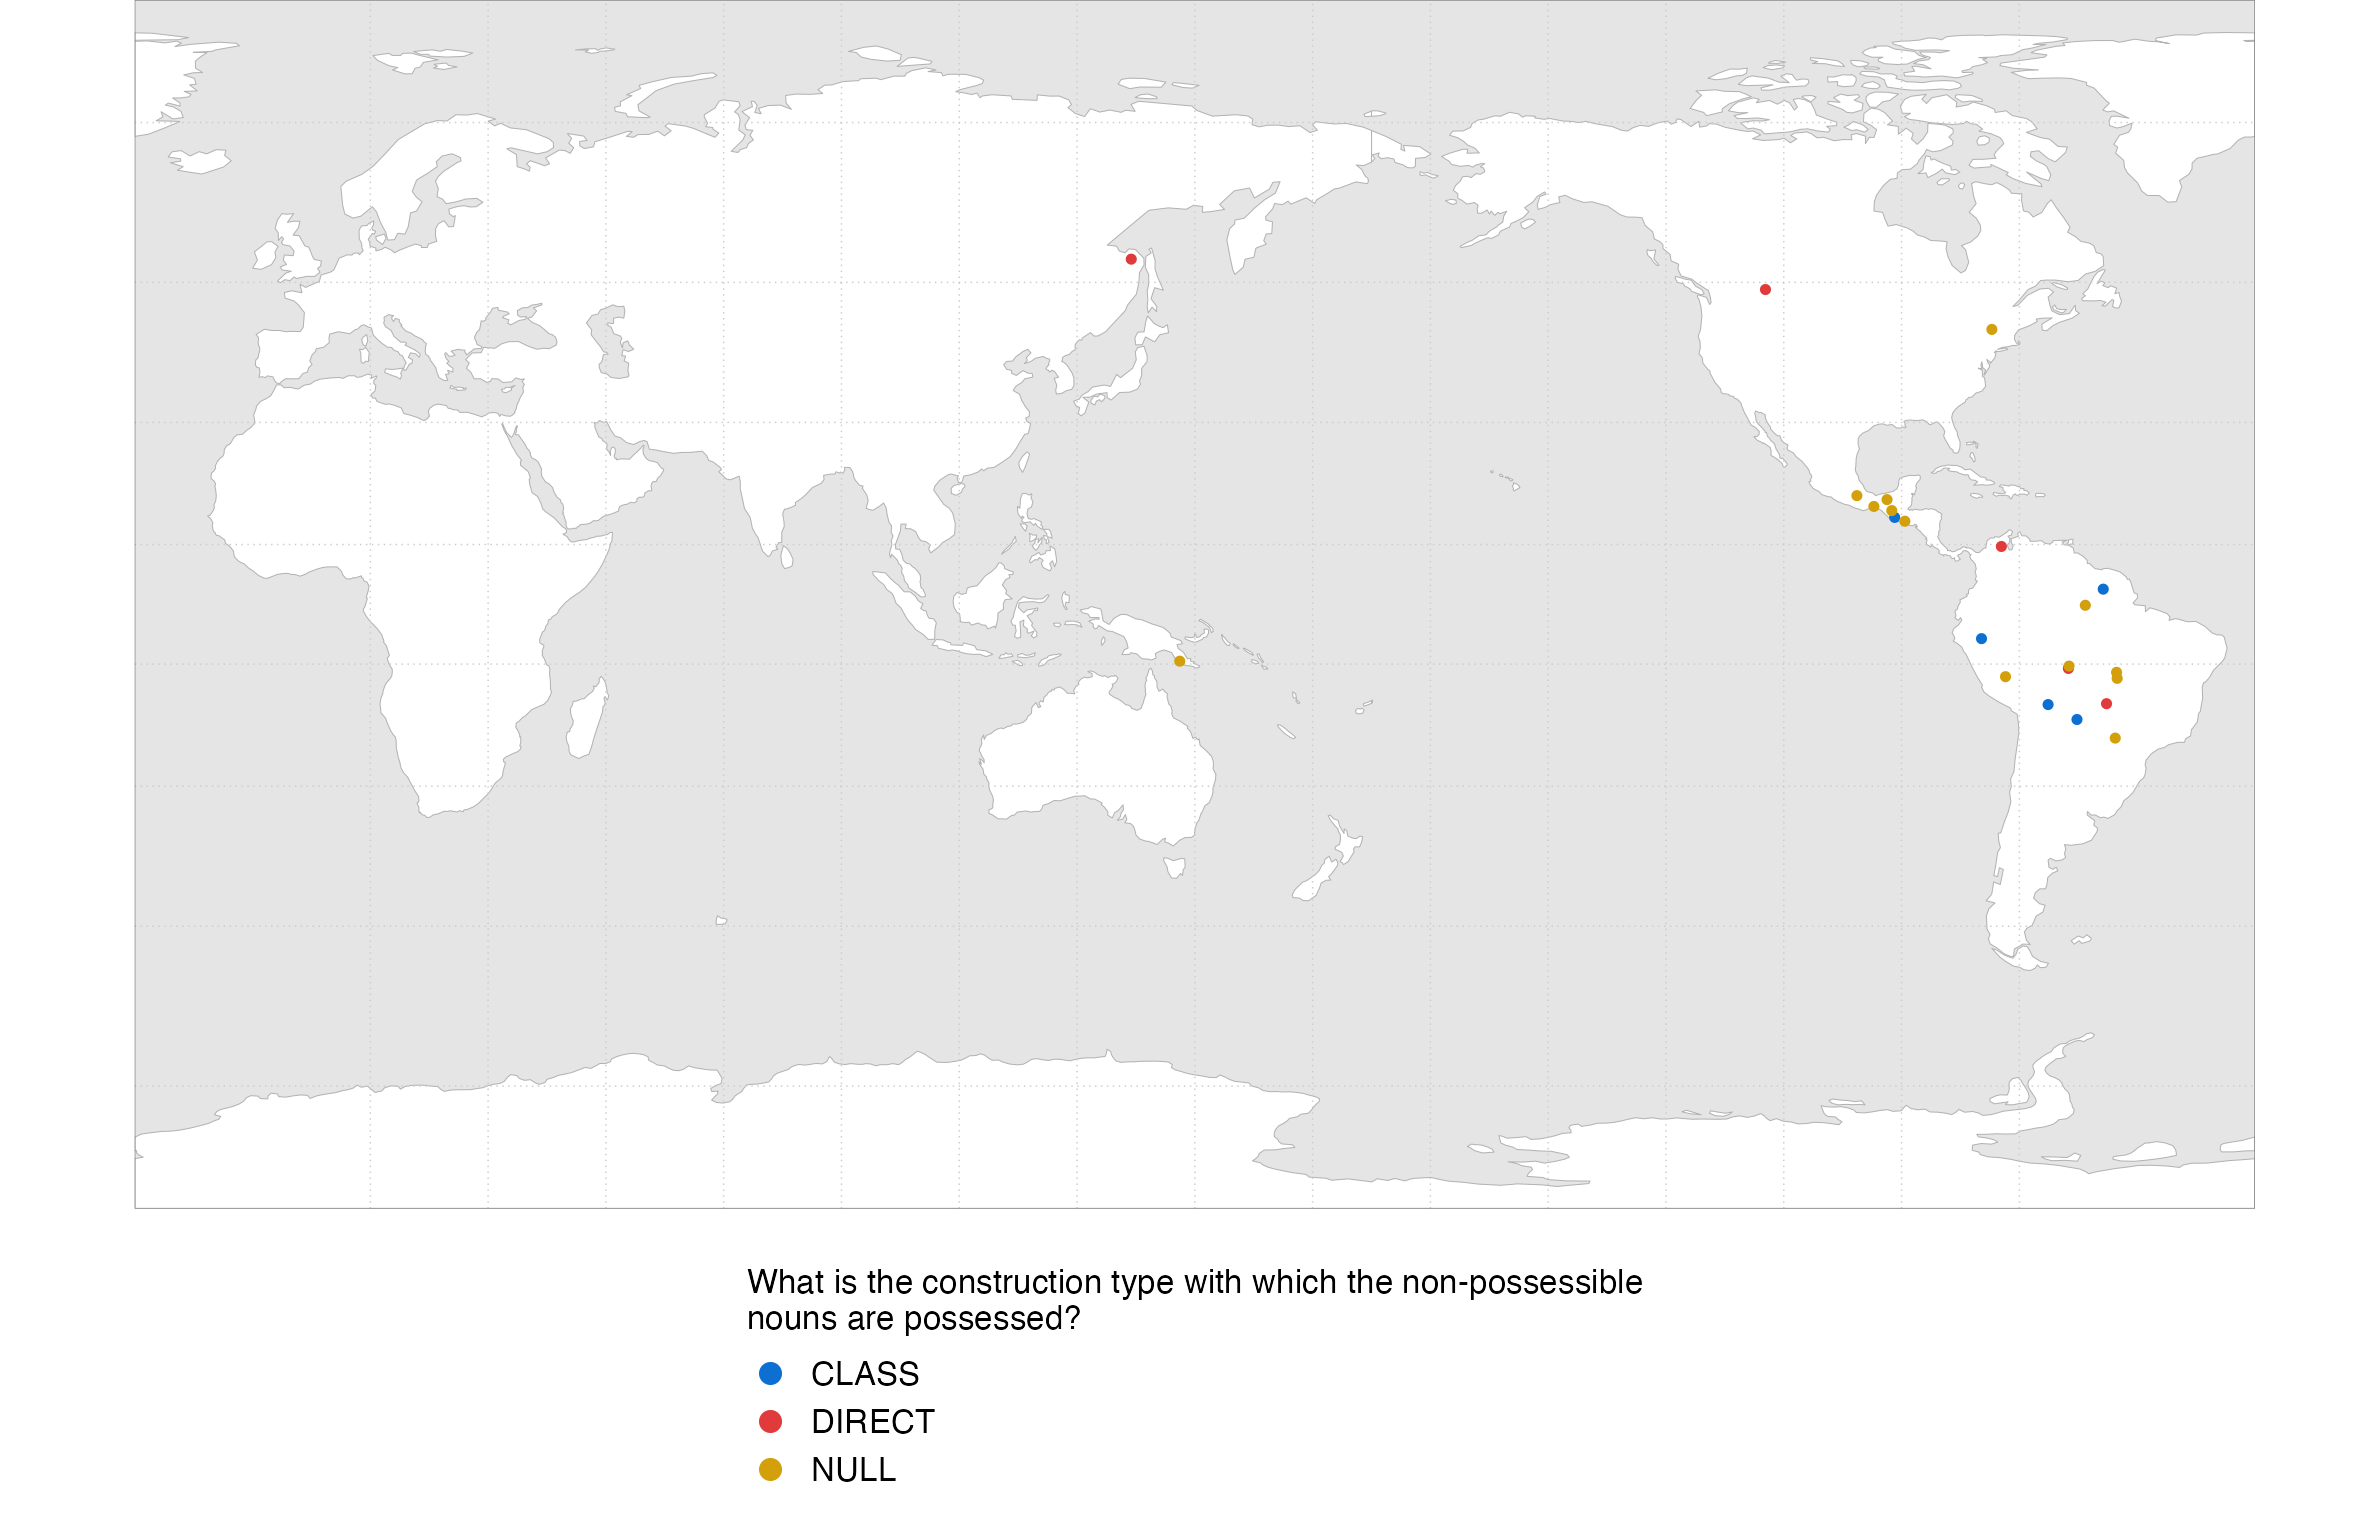 What is the construction type with which the non-possessible
nouns are possessed?
CLASS
DIRECT
NULL